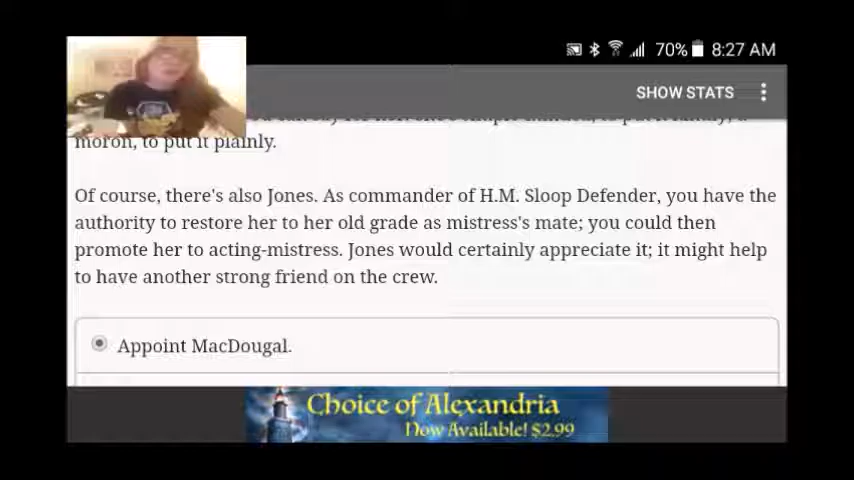 70% 8:27 AM
SHOW STATS
moron, to put it plainly.
Of course, there's also Jones. As commander of H.M. Sloop Defender, you have the
authority to restore her to her old grade as mistress's mate; you could then
promote her to acting-mistress. Jones would certainly appreciate it; it might help
to have another strong friend on the crew.
Appoint MacDougal.
Choice of Alexandria
Now Available! $2.99